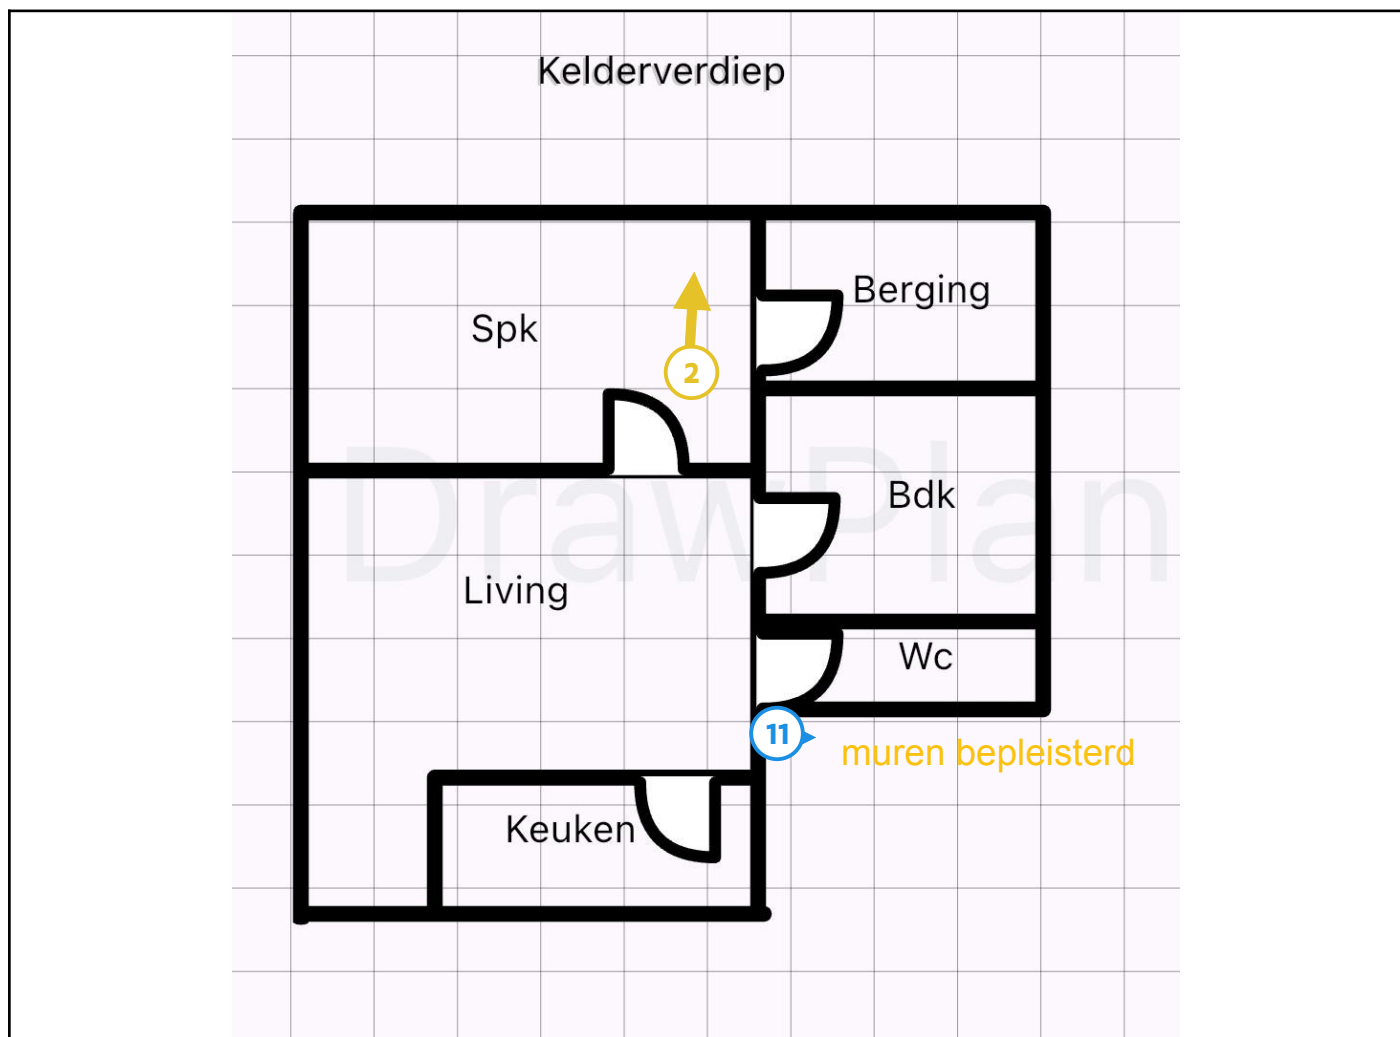 Kelderverdiep
Berging
Spk
2
Bdk
DrawPlan
Living
Wc
11
muren bepleisterd
Keuken